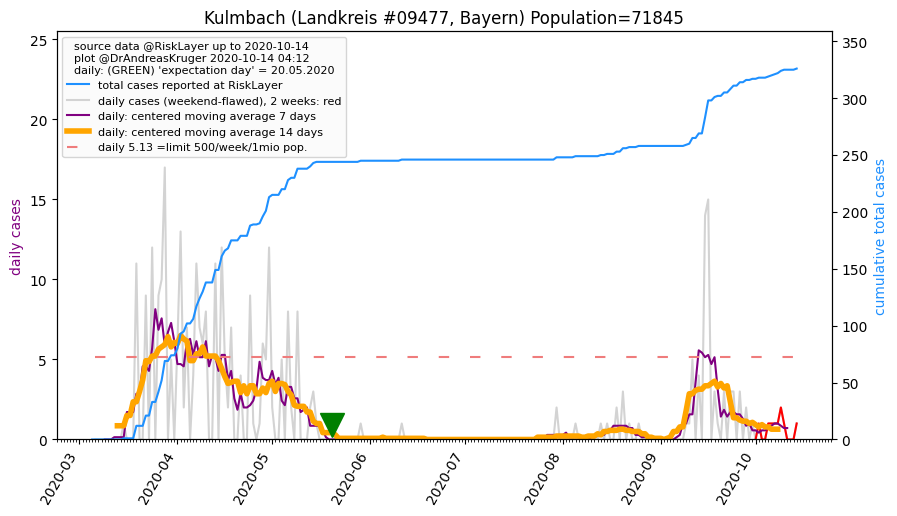 Kulmbach (Landkreis #09477, Bayern) Population=71845
source data @RiskLayer up to 2020-10-14
plot @DrAndreasKruger 2020-10-14 04:12
daily: (GREEN) 'expectation day' = 20.05.2020
total cases reported at RiskLayer
daily cases (weekend-flawed), 2 weeks: red
daily: centered moving average 7 days
daily: centered moving average 14 days
daily 5.13 =limit 500/week/1mio pop.
daily cases
25
20
15
10
5
0
cumulative total cases
350
300
250
200
150
100
50
0
2020-03
2020-04
2020-05
2020-06
2020-07
2020-08
2020-09
2020-10